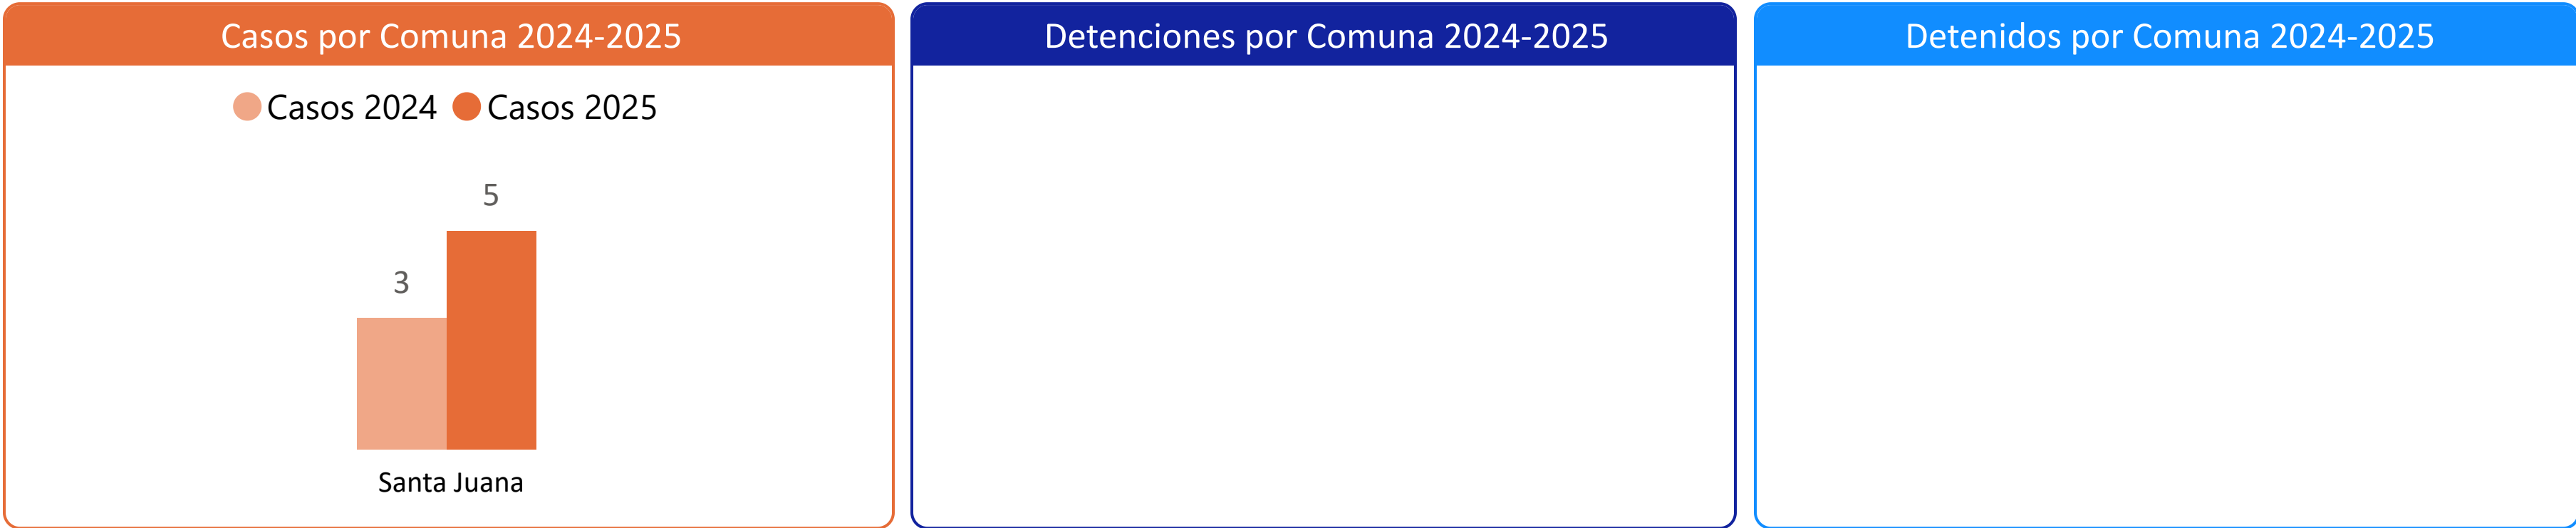 Casos por Comuna 2024-2025
Casos 2024 Casos 2025
5
3
Santa Juana
Detenciones por Comuna 2024-2025
Detenidos por Comuna 2024-2025